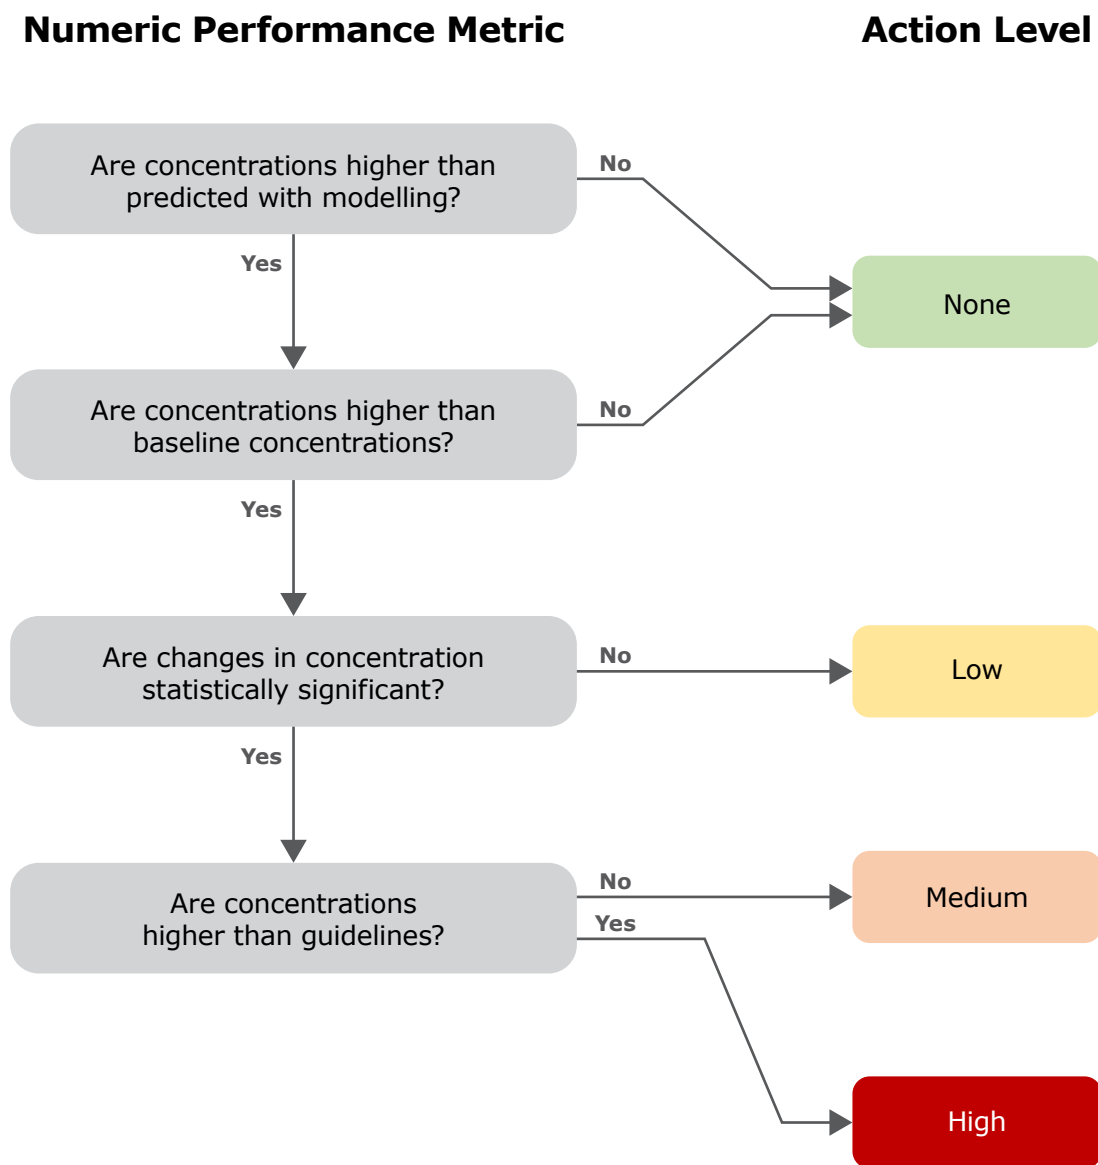 Numeric Performance Metric
Action Level
Are concentrations higher than
predicted with modelling?
No
Yes
None
Are concentrations higher than
baseline concentrations?
No
Yes
Are changes in concentration
statistically significant?
No
Low
Yes
Are concentrations
higher than guidelines?
No
Medium
Yes
High